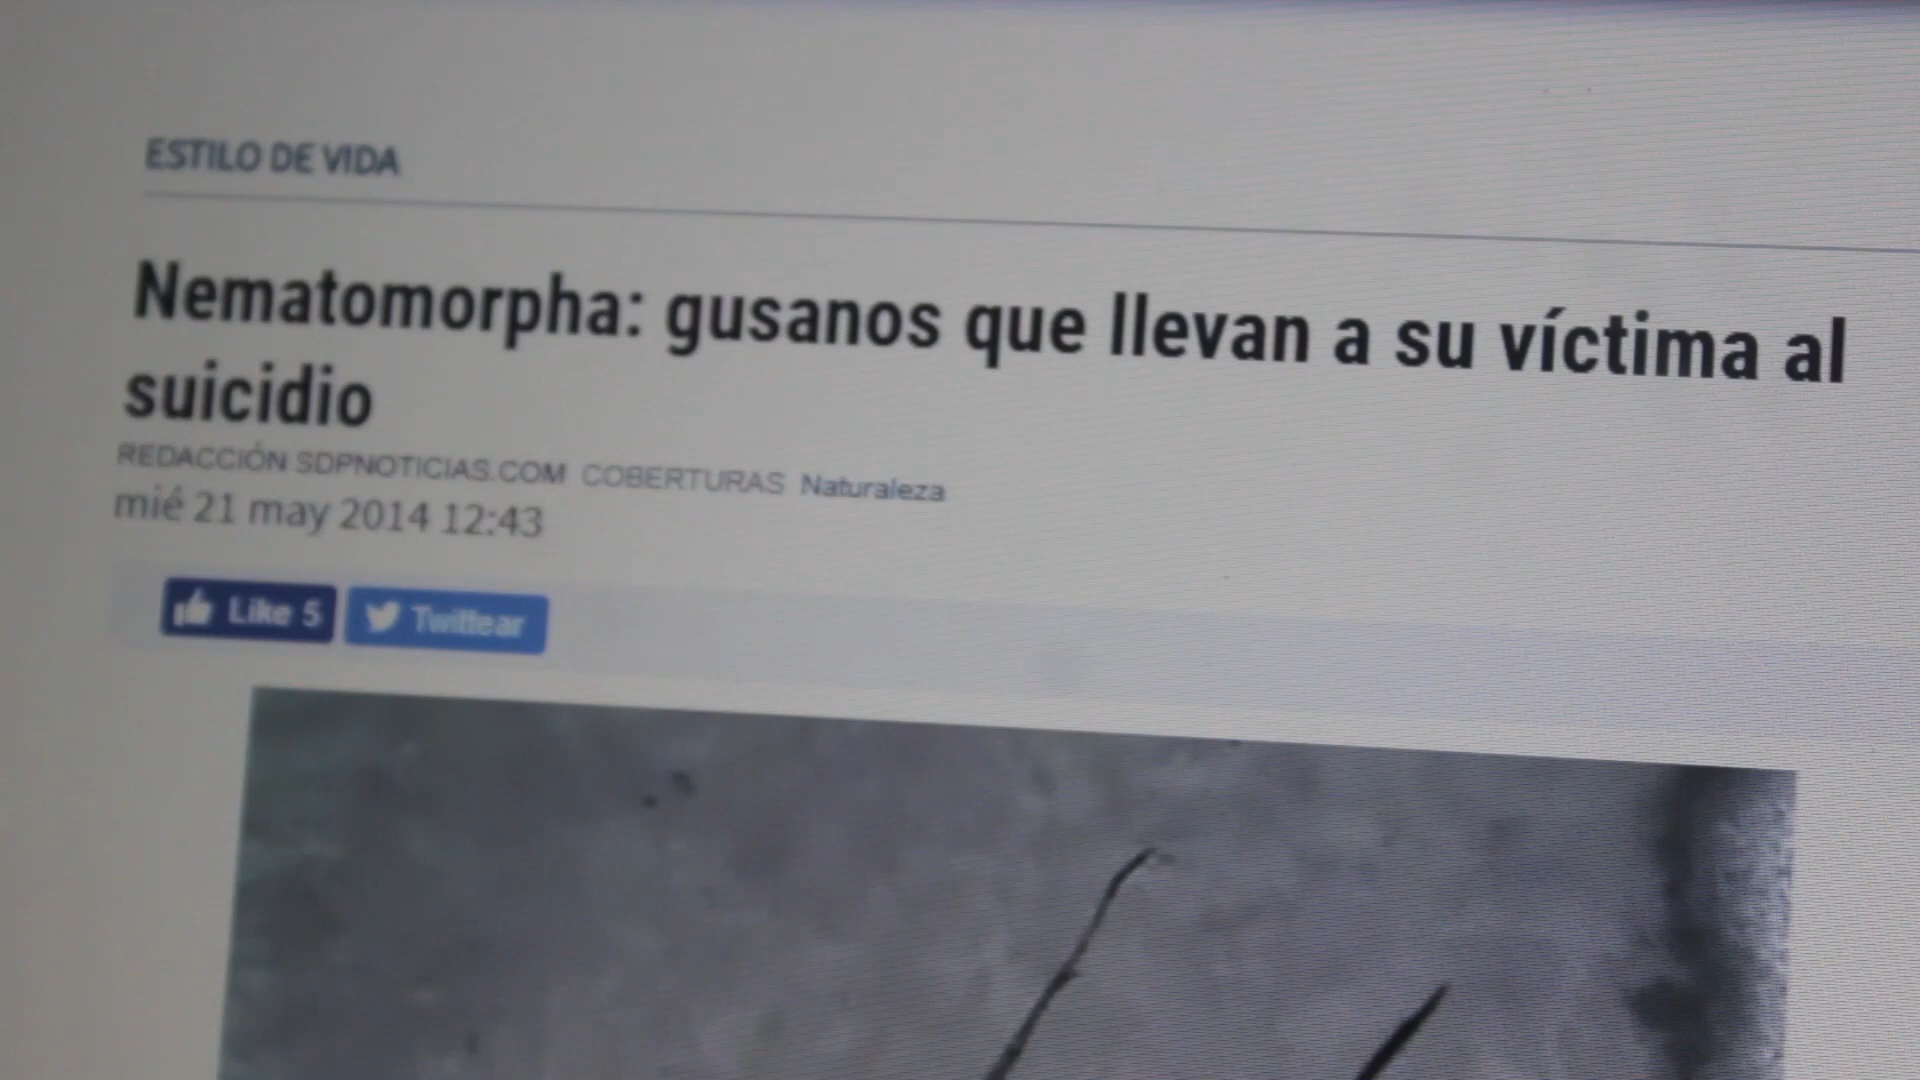 ESTILO DE VIDA
Nematomorpha: gusanos que llevan a su víctima al
suicidio
REDACCIÓN SDPNOTICIAS.COM COBERTURAS Naturaleza
mié 21 may 2014 12:43
Like 5 Twittear